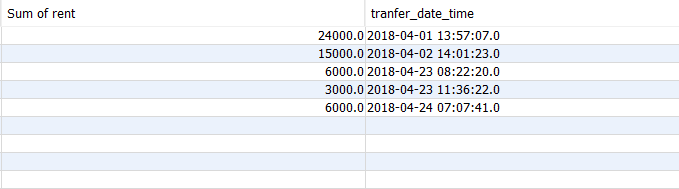 Sum of rent tranfer_date_time
24000.0 2018-04-01 13:57:07.0
15000.0 2018-04-02 14:01:23.0
6000.0 2018-04-23 08:22:20.0
3000.0 2018-04-23 11:36:22.0
6000.0 2018-04-24 07:07:41.0